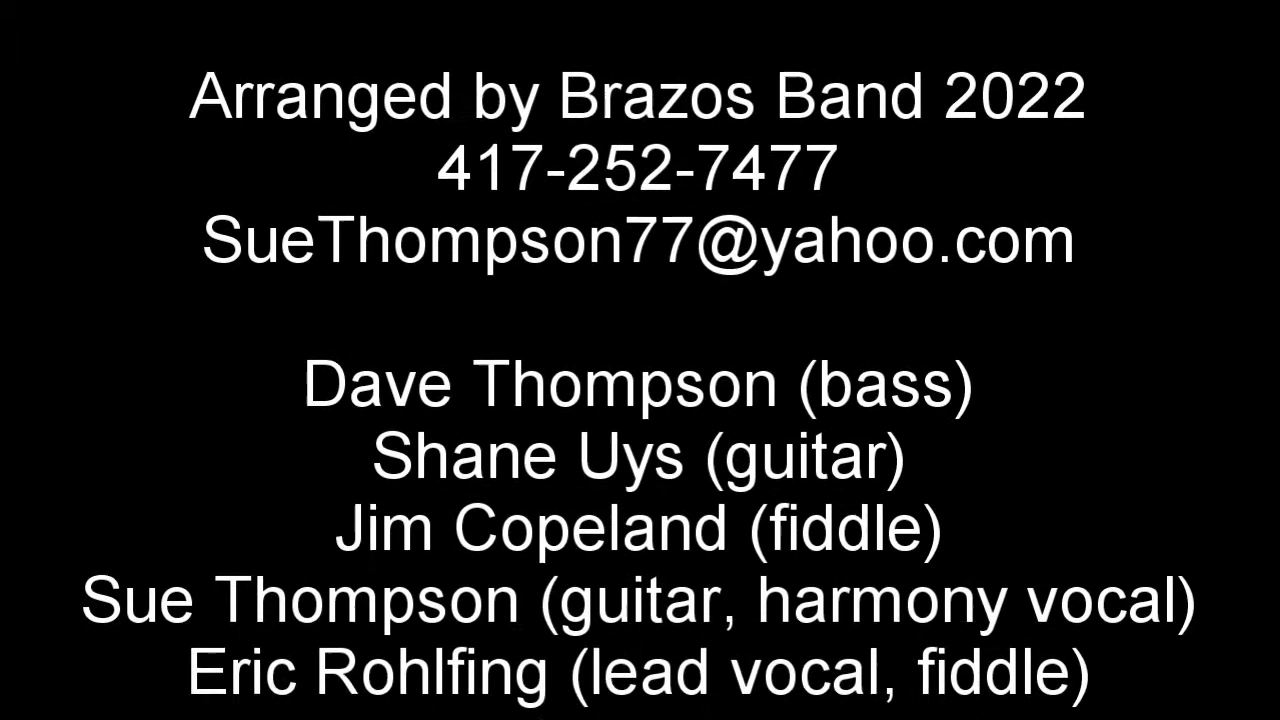 Arranged by Brazos Band 2022
417-252-7477
SueThompson77@yahoo.com
Dave Thompson (bass)
Shane Uys (guitar)
Jim Copeland (fiddle)
Sue Thompson (guitar, harmony vocal)
Eric Rohlfing (lead vocal, fiddle)